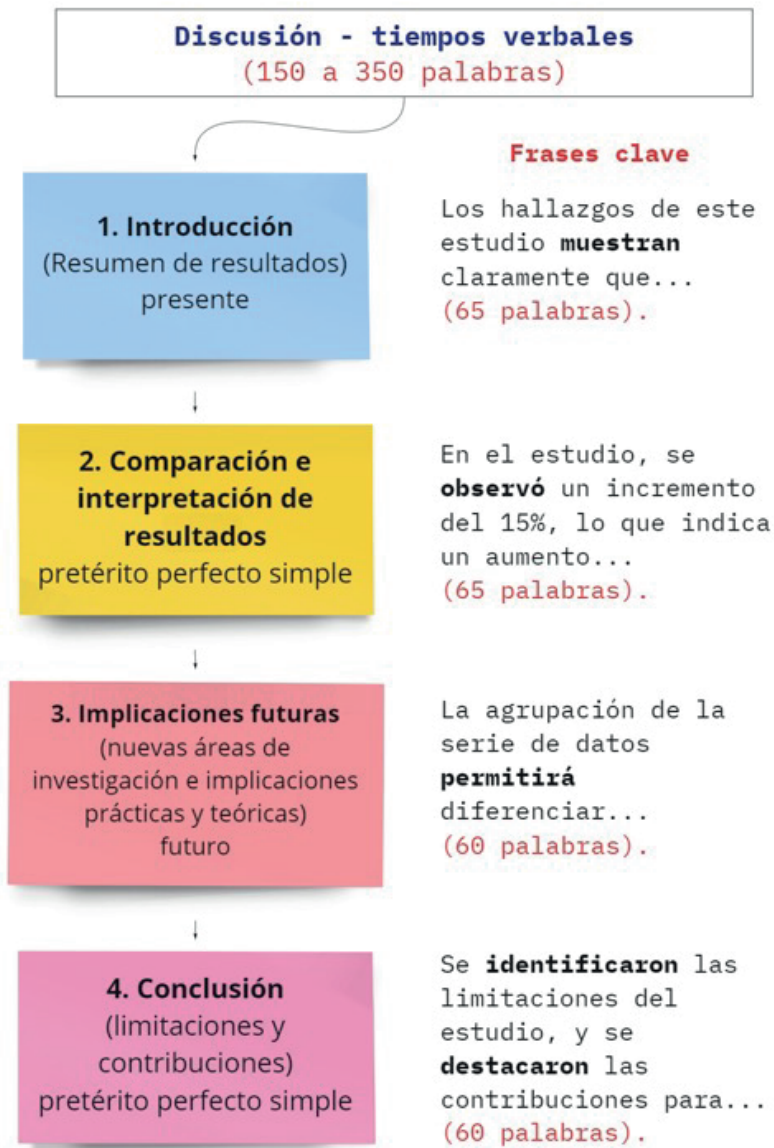 Discusión - tiempos verbales
(150 a 350 palabras)
Frases clave
1. Introducción
(Resumen de resultados)
presente
Los hallazgos de este
estudio muestran
claramente que...
(65 palabras).
2. Comparación e
interpretación de
resultados
pretérito perfecto simple
En el estudio, se
observó un incremento
del 15%, lo que indica
un aumento...
(65 palabras).
3. Implicaciones futuras
(nuevas áreas de
investigación e implicaciones
prácticas y teóricas)
futuro
La agrupación de la
serie de datos
permitirá
diferenciar...
(60 palabras).
4. Conclusión
(limitaciones y
contribuciones)
pretérito perfecto simple
Se identificaron las
limitaciones del
estudio, y se
destacaron las
contribuciones para...
(60 palabras).